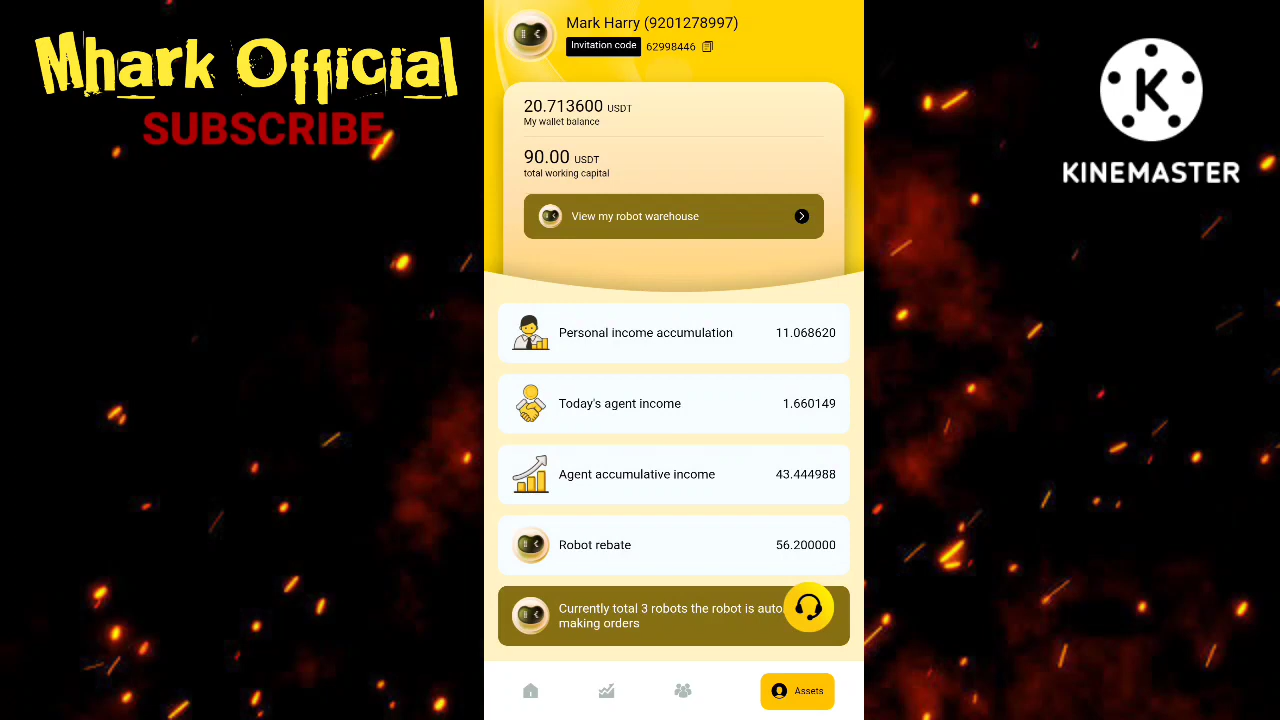 Mhark Official
SUBSCRIBE
KINEMASTER
Mark Harry (9201278997)
Invitation code 62998446
20.713600 USDT
My wallet balance
90.00 USDT
total working capital
View my robot warehouse
Personal income accumulation 11.068620
Today's agent income 1.660149
Agent accumulative income 43.444988
Robot rebate 56.200000
Currently total 3 robots the robot is auto
making orders
Assets